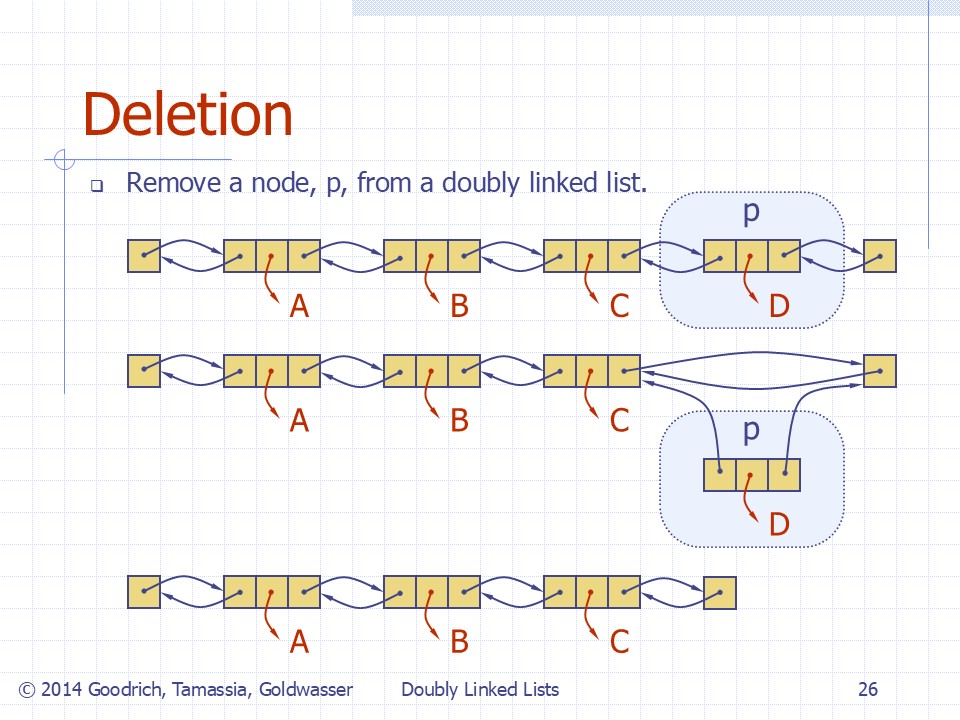 Deletion
❑ Remove a node, p, from a doubly linked list.
p
A B C D
A B C
p
D
A B C
© 2014 Goodrich, Tamassia, Goldwasser Doubly Linked Lists 26